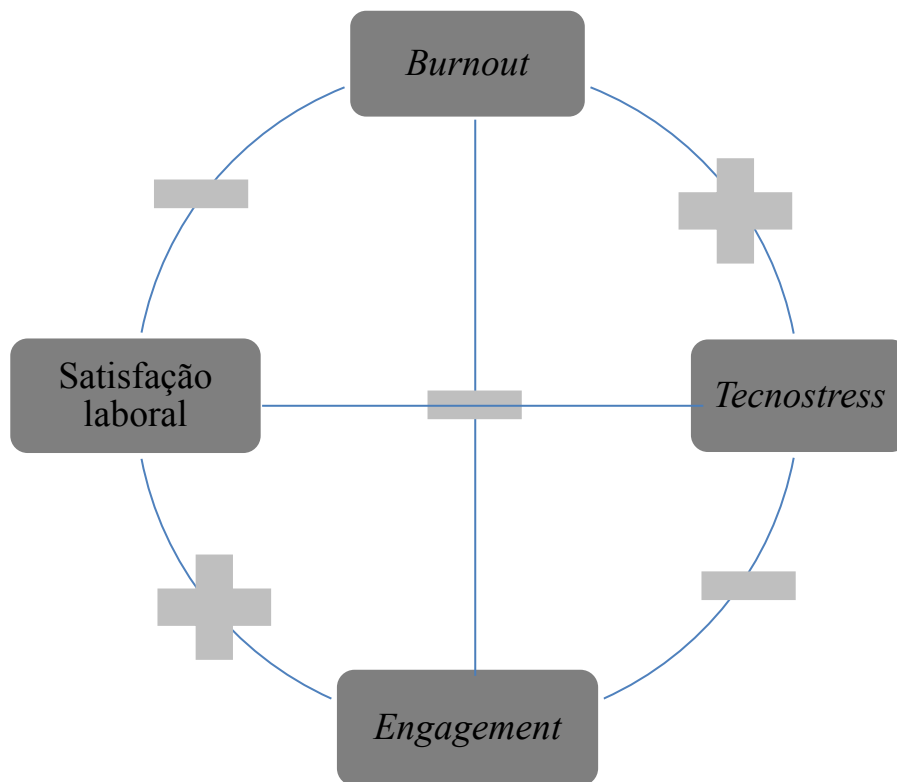 Burnout
Satisfação
laboral
Tecnostress
Engagement